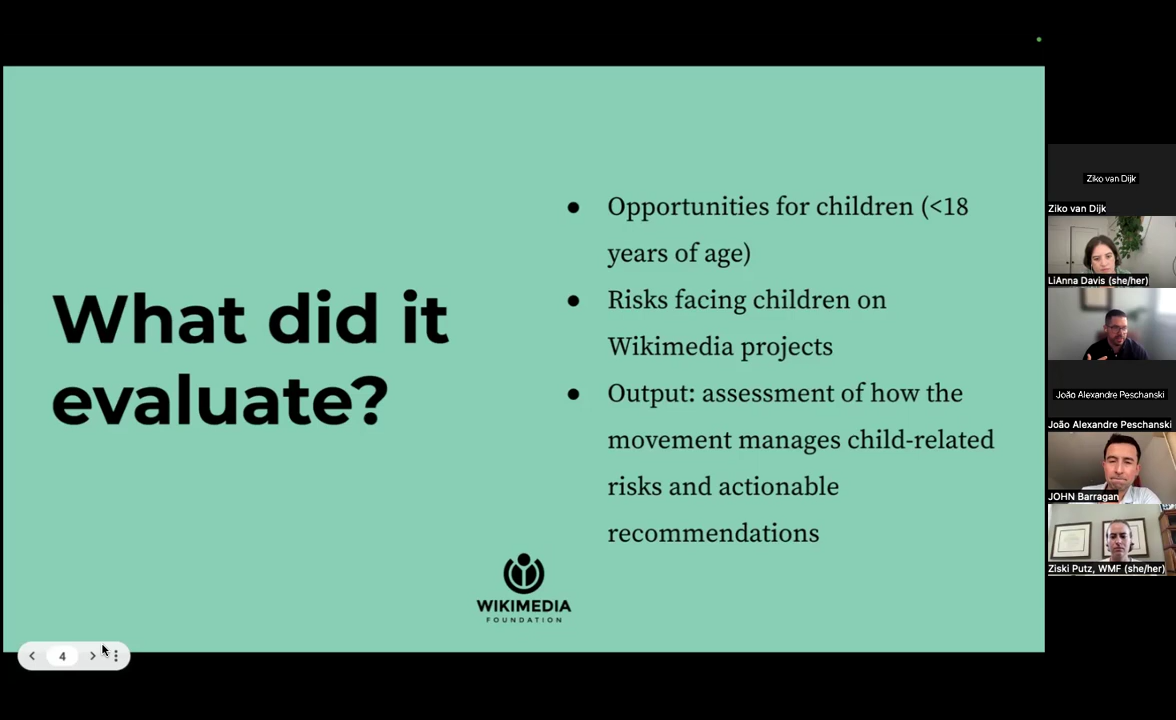 What did it
evaluate?
● Opportunities for children (<18
years of age)
● Risks facing children on
Wikimedia projects
● Output: assessment of how the
movement manages child-related
risks and actionable
recommendations
WIKIMEDIA
FOUNDATION
4
Ziko van Dijk
Ziko van Dijk
LiAnna Davis (she/her)
João Alexandre Peschanski
João Alexandre Peschanski
JOHN Barragan
Ziski Putz, WMF (she/her)